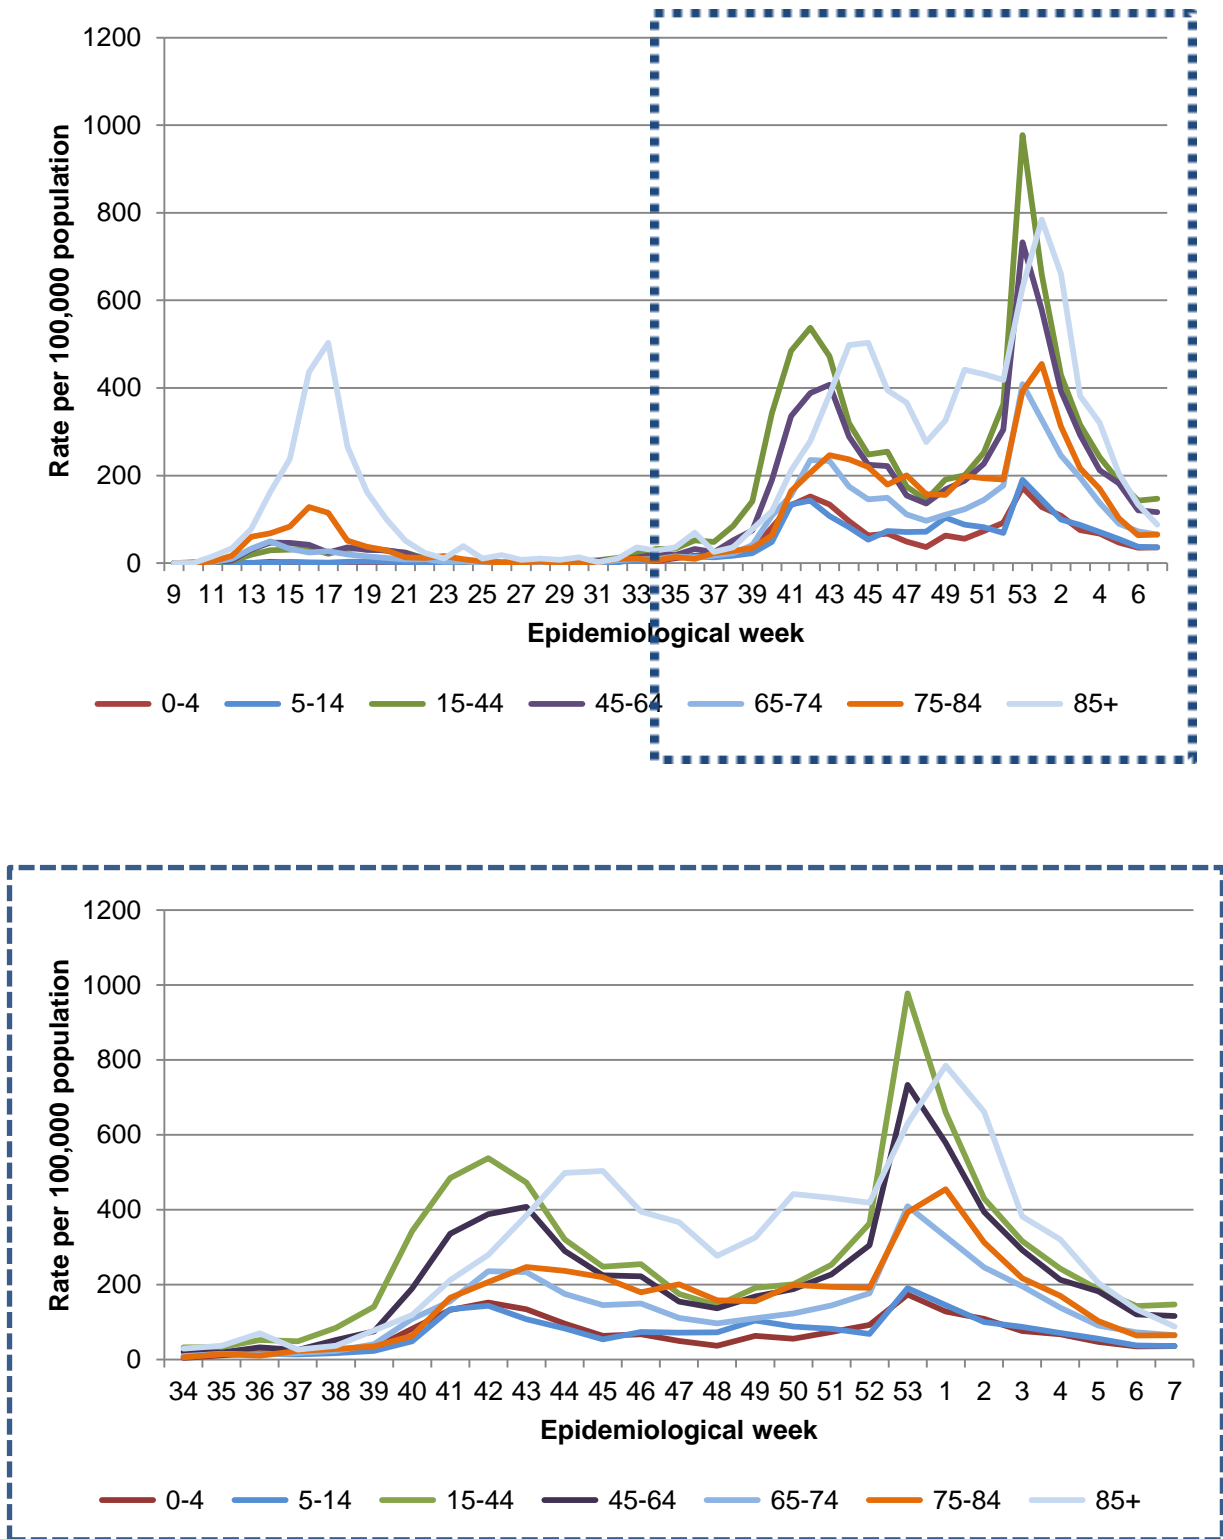 1200
1000
800
600
400
200
0
Rate per 100,000 population
9 11 13 15 17 19 21 23 25 27 29 31 33 35 37 39 41 43 45 47 49 51 53 2 4 6
Epidemiological week
0-4 5-14 15-44 45-64 65-74 75-84 85+
1200
1000
800
600
400
200
0
Rate per 100,000 population
34 35 36 37 38 39 40 41 42 43 44 45 46 47 48 49 50 51 52 53 1 2 3 4 5 6 7
Epidemiological week
0-4 5-14 15-44 45-64 65-74 75-84 85+